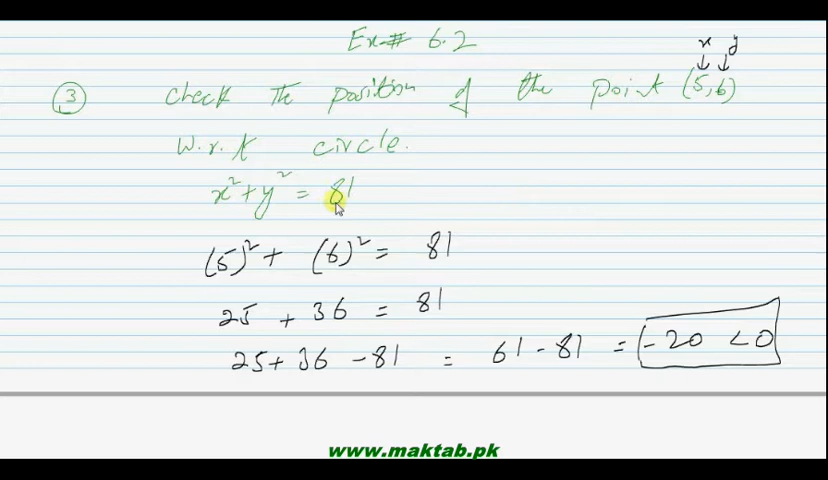 Ex # 6.2
x y
③ Check the position of the point (5,6)
w.r.t circle.
x² + y² = 81
(5)² + (6)² = 81
25 + 36 = 81
25 + 36 - 81 = 61 - 81 = -20 < 0
www.maktab.pk